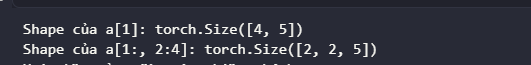 Shape của a[1]: torch.Size([4, 5])
Shape của a[1:, 2:4]: torch.Size([2, 2, 5])